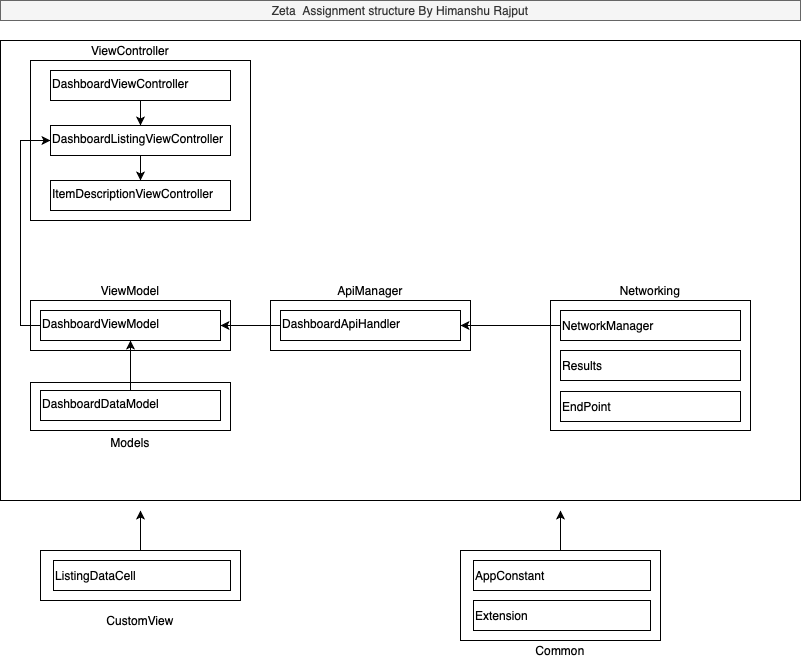 Zeta  Assignment structure By Himanshu Rajput
ViewController
DashboardViewController
DashboardListingViewController
ItemDescriptionViewController
ViewModel
DashboardViewModel
ApiManager
DashboardApiHandler
Networking
NetworkManager
Results
EndPoint
DashboardDataModel
Models
ListingDataCell
CustomView
AppConstant
Extension
Common